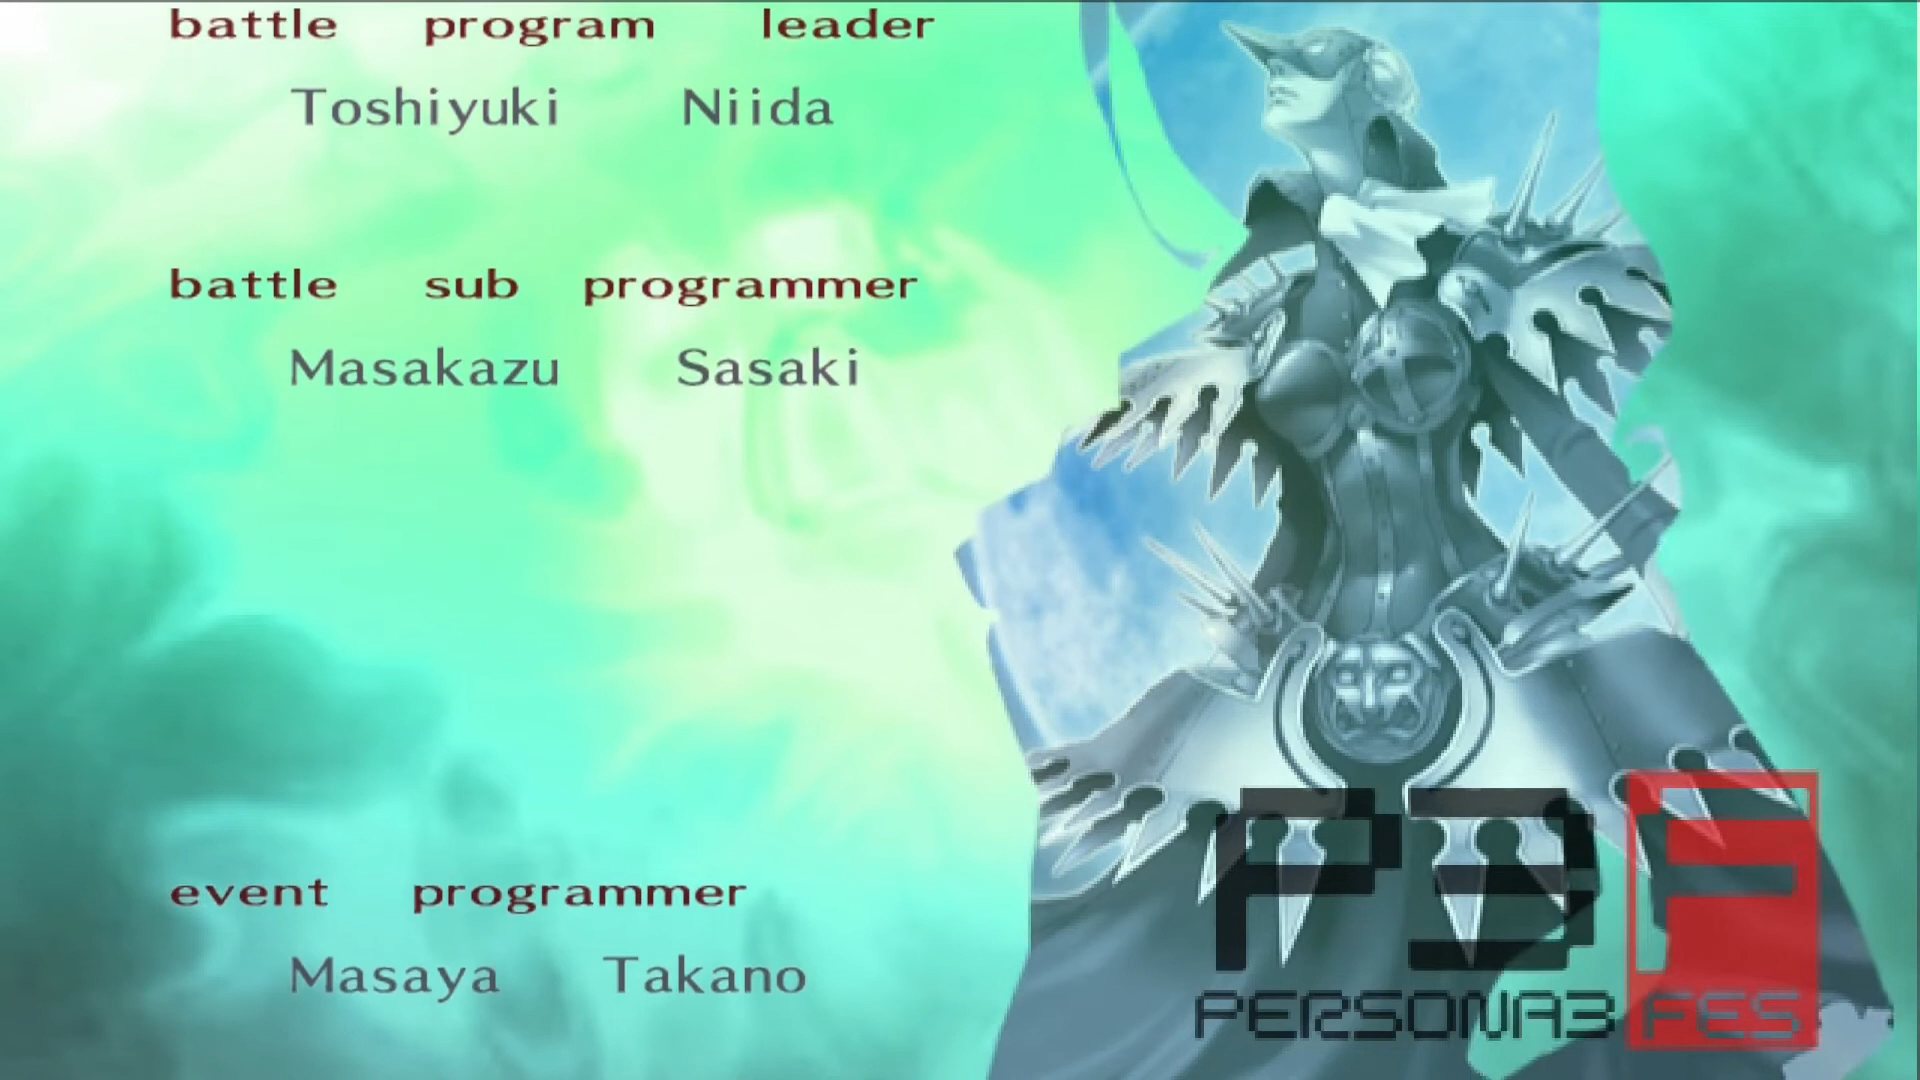 battle program leader
Toshiyuki Niida
battle sub programmer
Masakazu Sasaki
event programmer
Masaya Takano
P3F
PERSONA3 FES